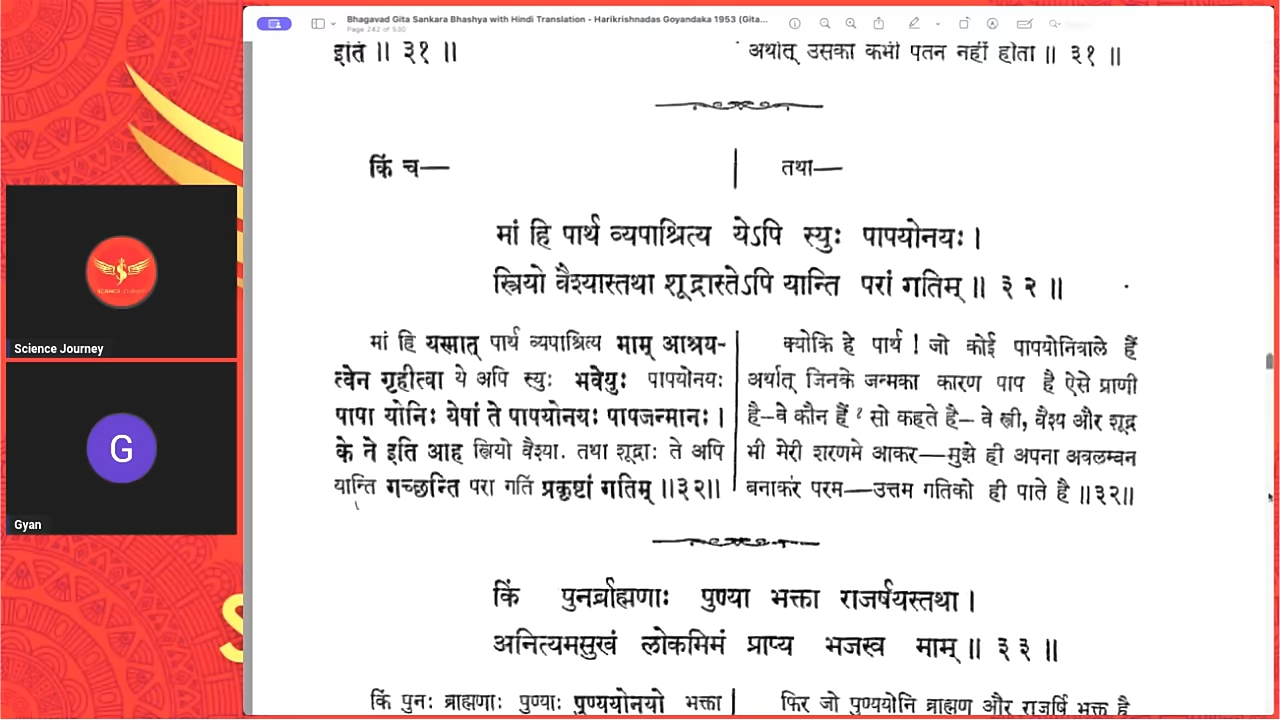 Bhagavad Gita Sankara Bhashya with Hindi Translation - Harikrishnadas Goyandaka 1953 (Gita...
Page 242 of 530
इति ॥ ३१ ॥
अर्थात् उसका कभी पतन नहीं होता ॥ ३१ ॥
किं च—
तथा—
मां हि पार्थ व्यपाश्रित्य येऽपि स्युः पापयोनयः ।
स्त्रियो वैश्यास्तथा शूद्रास्तेऽपि यान्ति परां गतिम् ॥ ३२ ॥
मां हि यस्मात् पार्थ व्यपाश्रित्य माम् आश्रय-
त्वेन गृहीत्वा ये अपि स्युः भवेयुः पापयोनयः
पापा योनिः येषां ते पापयोनयः पापजन्मानः ।
के ते इति आह स्त्रियो वैश्या. तथा शूद्राः ते अपि
यान्ति गच्छन्ति परा गतिं प्रकृष्टां गतिम् ॥३२॥
क्योकि हे पार्थ ! जो कोई पापयोनिवाले हैं
अर्थात् जिनके जन्मका कारण पाप है ऐसे प्राणी
है—वे कौन हैं ? सो कहते है— वे स्त्री, वैश्य और शूद्र
भी मेरी शरणमे आकर—मुझे ही अपना अवलम्बन
बनाकर परम—उत्तम गतिको ही पाते है ॥३२॥
किं पुनर्ब्राह्मणाः पुण्या भक्ता राजर्षयस्तथा ।
अनित्यमसुखं लोकमिमं प्राप्य भजस्व माम् ॥ ३३ ॥
किं पुनः ब्राह्मणाः पुण्याः पुण्ययोनयो भक्ता
फिर जो पुण्ययोनि ब्राह्मण और राजर्षि भक्त है
SCIENCE JOURNEY
Science Journey
G
Gyan
S